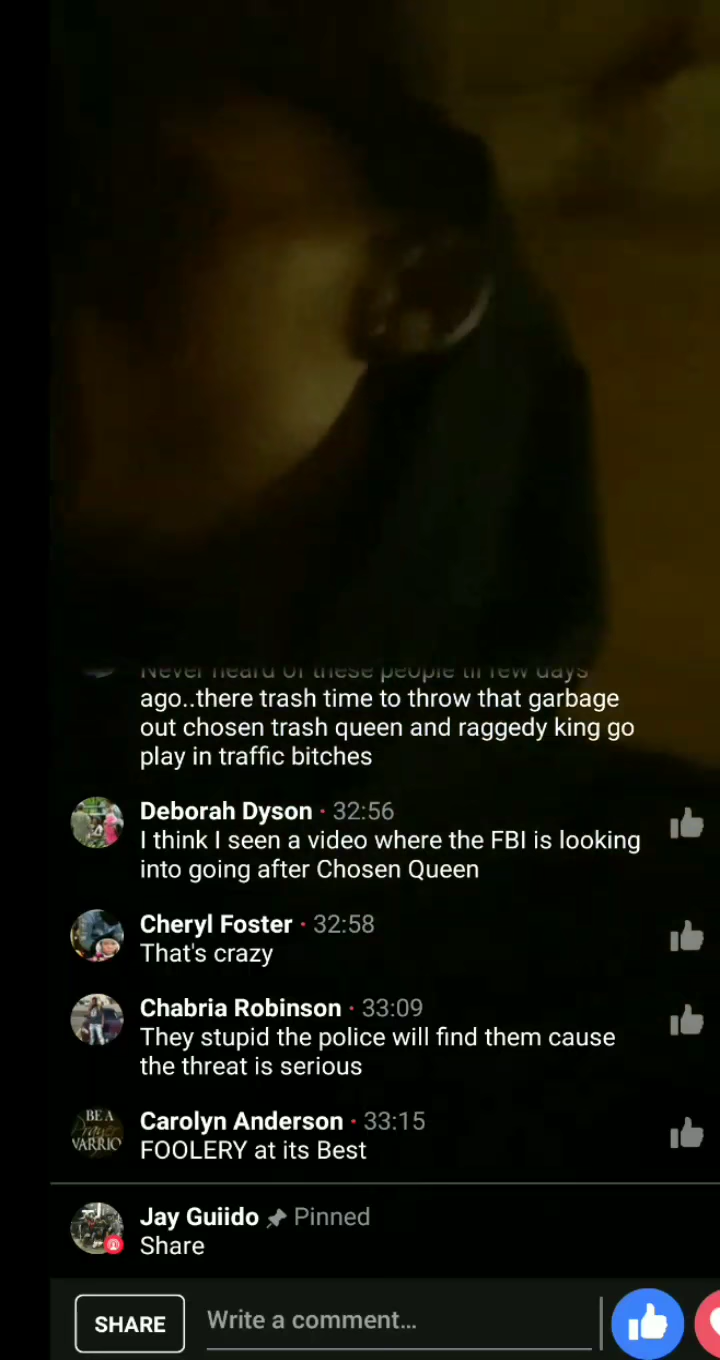 Never heard of these people til few days
ago..there trash time to throw that garbage
out chosen trash queen and raggedy king go
play in traffic bitches
Deborah Dyson · 32:56
I think I seen a video where the FBI is looking
into going after Chosen Queen
Cheryl Foster · 32:58
That's crazy
Chabria Robinson · 33:09
They stupid the police will find them cause
the threat is serious
BE A
Prayer
WARRIO
Carolyn Anderson · 33:15
FOOLERY at its Best
Jay Guiido Pinned
Share
SHARE
Write a comment...